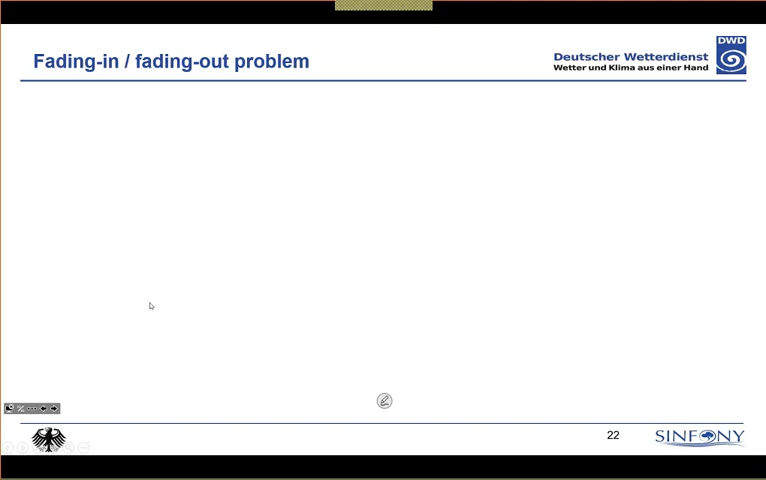 Fading-in / fading-out problem
DWD
Deutscher Wetterdienst
Wetter und Klima aus einer Hand
22
SINFONY